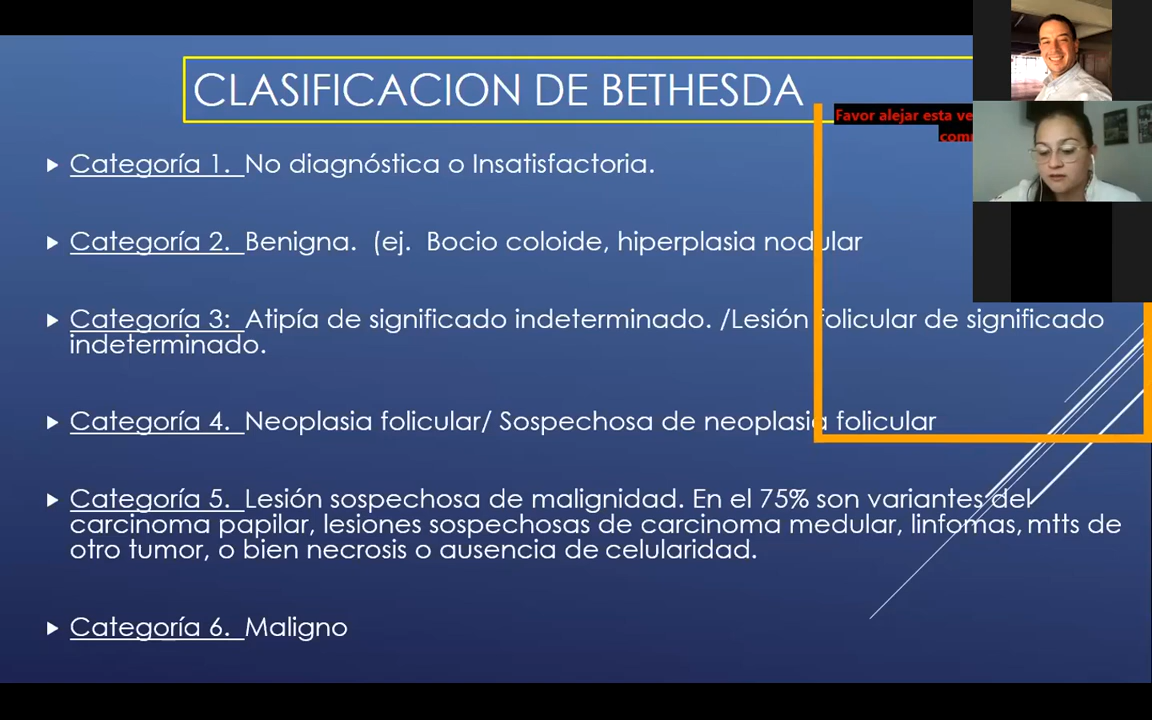 CLASIFICACION DE BETHESDA
Favor alejar esta
Categoría 1. No diagnóstica o Insatisfactoria.
Categoría 2. Benigna. (ej. Bocio coloide, hiperplasia nodular
Categoría 3: Atipía de significado indeterminado. /Lesión folicular de significado
indeterminado.
Categoría 4. Neoplasia folicular/ Sospechosa de neoplasia folicular
Categoría 5. Lesión sospechosa de malignidad. En el 75% son variantes del
carcinoma papilar, lesiones sospechosas de carcinoma medular, linfomas, mtts de
otro tumor, o bien necrosis o ausencia de celularidad.
Categoría 6. Maligno